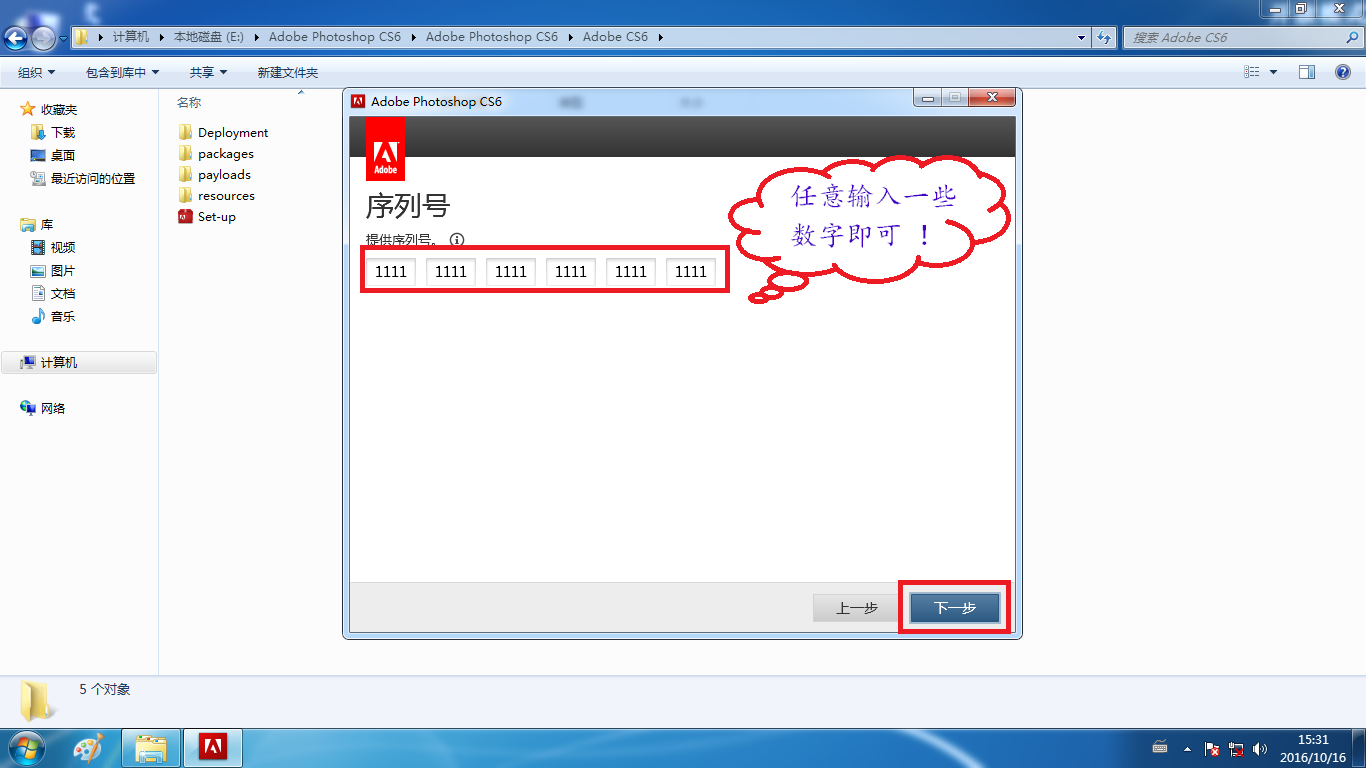 计算机 本地磁盘 (E:) Adobe Photoshop CS6 Adobe Photoshop CS6 Adobe CS6
搜索 Adobe CS6
组织 包含到库中 共享 新建文件夹
收藏夹
下载
桌面
最近访问的位置
库
视频
图片
文档
音乐
计算机
网络
名称
Deployment
packages
payloads
resources
Set-up
Adobe Photoshop CS6
Adobe
序列号
提供序列号。
1111 1111 1111 1111 1111 1111
任意输入一些
数字即可 ！
上一步 下一步
5 个对象
15:31
2016/10/16